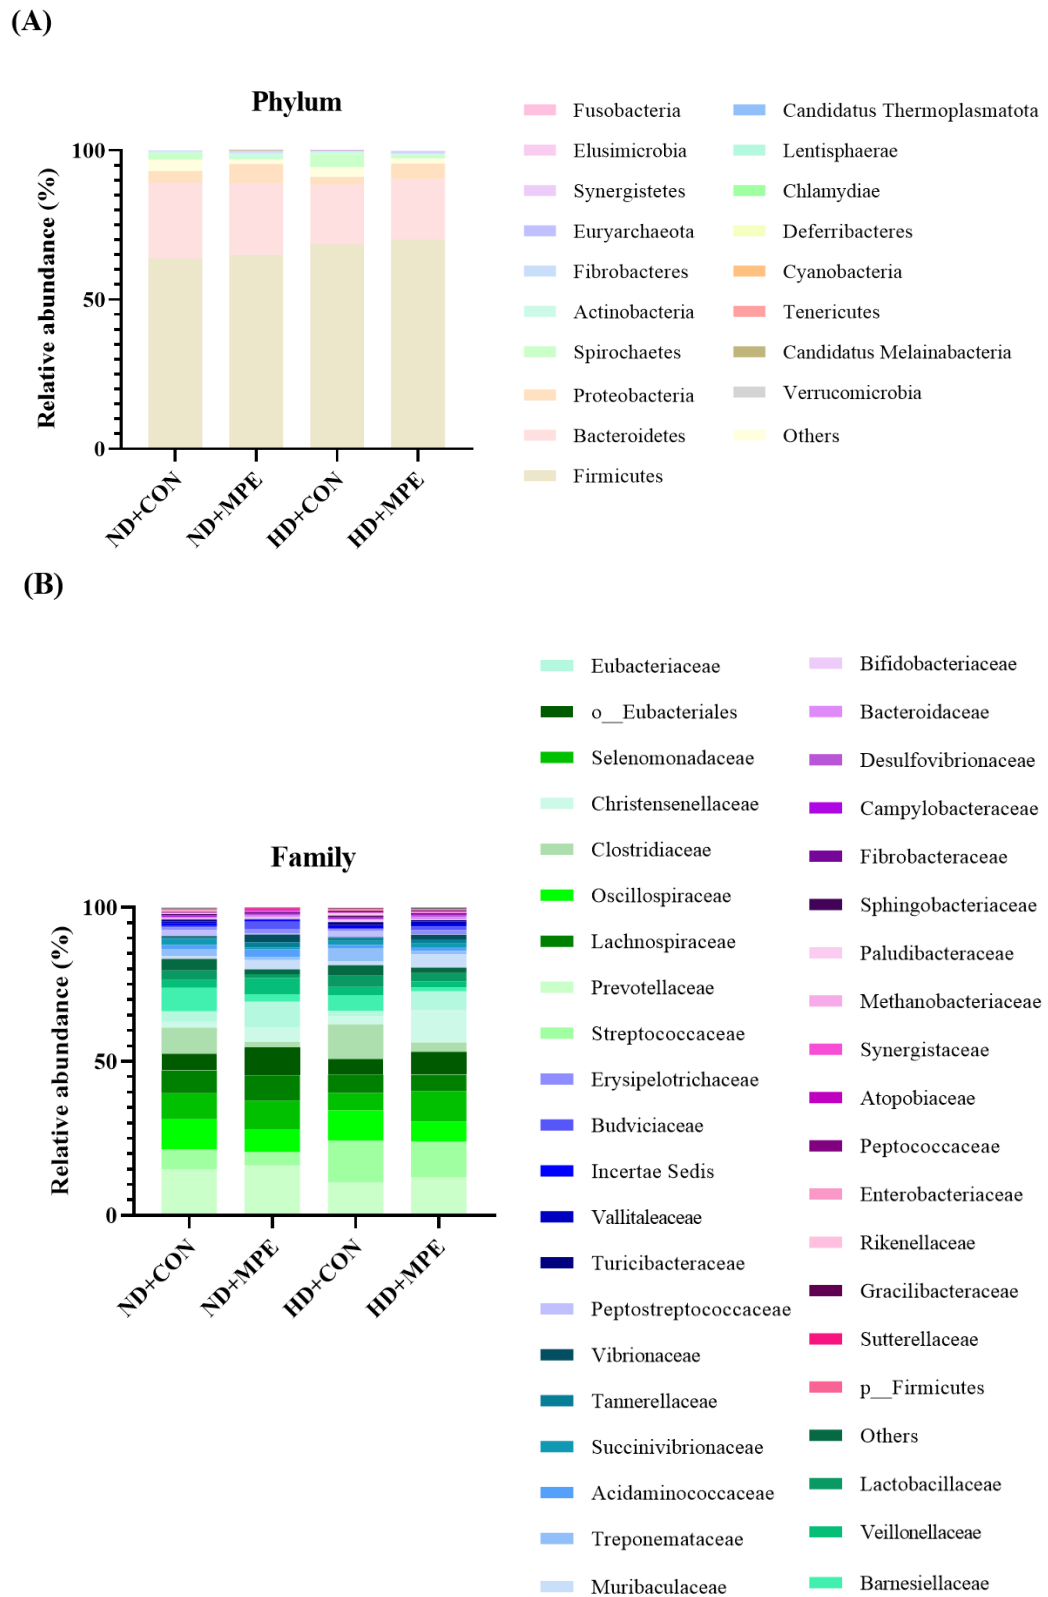 (A)
Phylum
Relative abundance (%)
100
50
0
ND+CON
ND+MPE
HD+CON
HD+MPE
Fusobacteria
Elusimicrobia
Synergistetes
Euryarchaeota
Fibrobacteres
Actinobacteria
Spirochaetes
Proteobacteria
Bacteroidetes
Firmicutes
Candidatus Thermoplasmatota
Lentisphaerae
Chlamydiae
Deferribacteres
Cyanobacteria
Tenericutes
Candidatus Melainabacteria
Verrucomicrobia
Others
(B)
Family
Relative abundance (%)
100
50
0
ND+CON
ND+MPE
HD+CON
HD+MPE
Eubacteriaceae
o__Eubacteriales
Selenomonadaceae
Christensenellaceae
Clostridiaceae
Oscillospiraceae
Lachnospiraceae
Prevotellaceae
Streptococcaceae
Erysipelotrichaceae
Budviciaceae
Incertae Sedis
Vallitaleaceae
Turicibacteraceae
Peptostreptococcaceae
Vibrionaceae
Tannerellaceae
Succinivibrionaceae
Acidaminococcaceae
Treponemataceae
Muribaculaceae
Bifidobacteriaceae
Bacteroidaceae
Desulfovibrionaceae
Campylobacteraceae
Fibrobacteraceae
Sphingobacteriaceae
Paludibacteraceae
Methanobacteriaceae
Synergistaceae
Atopobiaceae
Peptococcaceae
Enterobacteriaceae
Rikenellaceae
Gracilibacteraceae
Sutterellaceae
p__Firmicutes
Others
Lactobacillaceae
Veillonellaceae
Barnesiellaceae